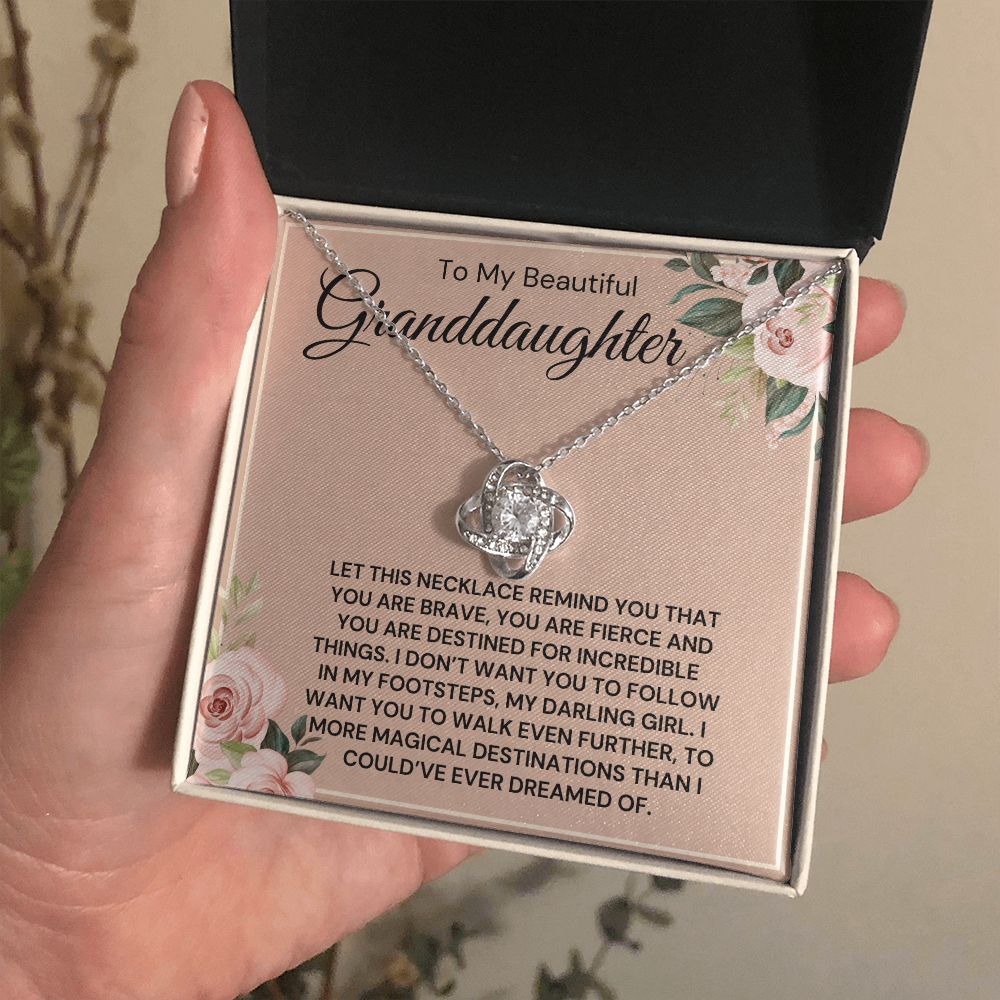 To My Beautiful
Granddaughter
LET THIS NECKLACE REMIND YOU THAT
YOU ARE BRAVE, YOU ARE FIERCE AND
YOU ARE DESTINED FOR INCREDIBLE
THINGS. I DON’T WANT YOU TO FOLLOW
IN MY FOOTSTEPS, MY DARLING GIRL. I
WANT YOU TO WALK EVEN FURTHER, TO
MORE MAGICAL DESTINATIONS THAN I
COULD’VE EVER DREAMED OF.